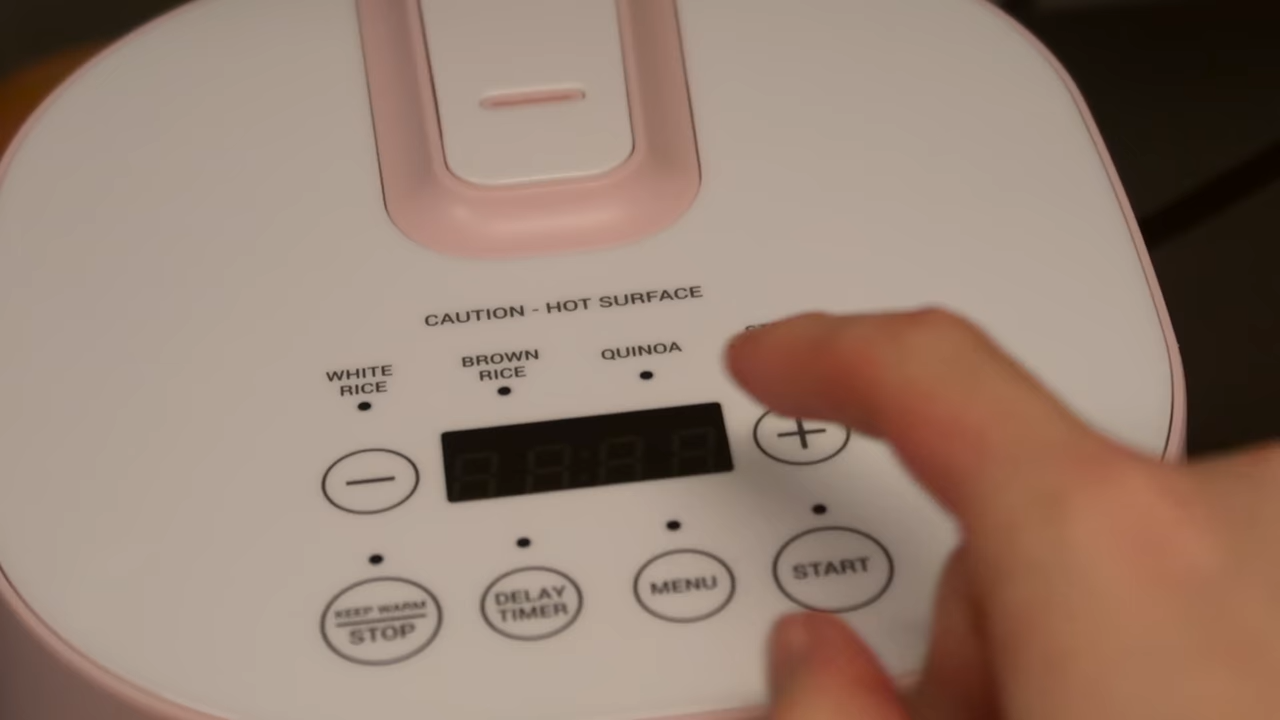 CAUTION - HOT SURFACE
WHITE
RICE
BROWN
RICE
QUINOA
KEEP WARM
STOP
DELAY
TIMER
MENU
START